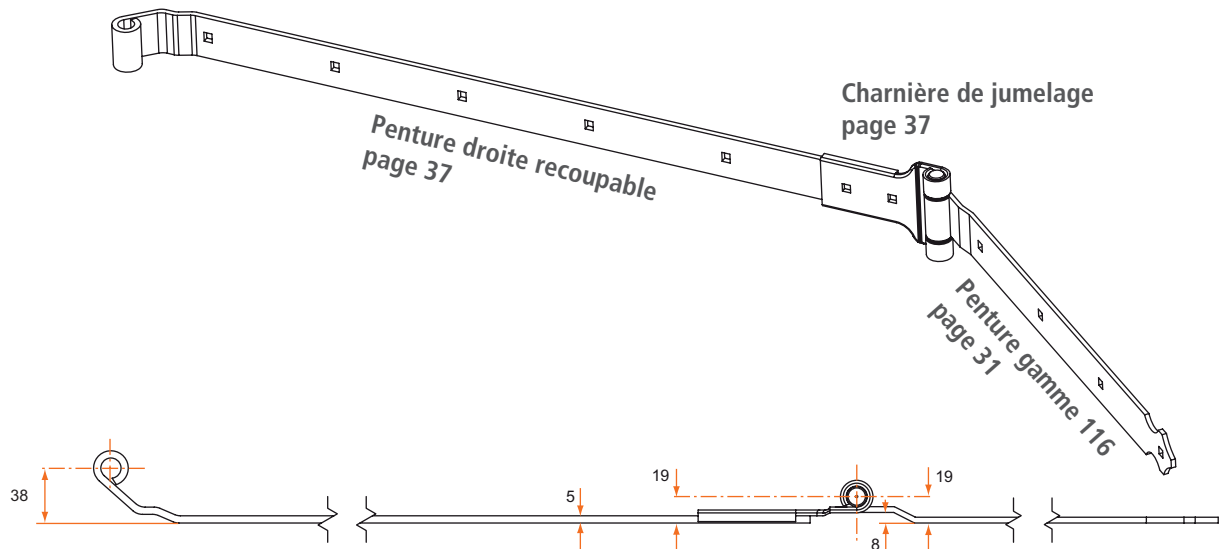 Charnière de jumelage
page 37
Penture droite recoupable
page 37
Penture gamme 116
page 31
38
5
19
19
8